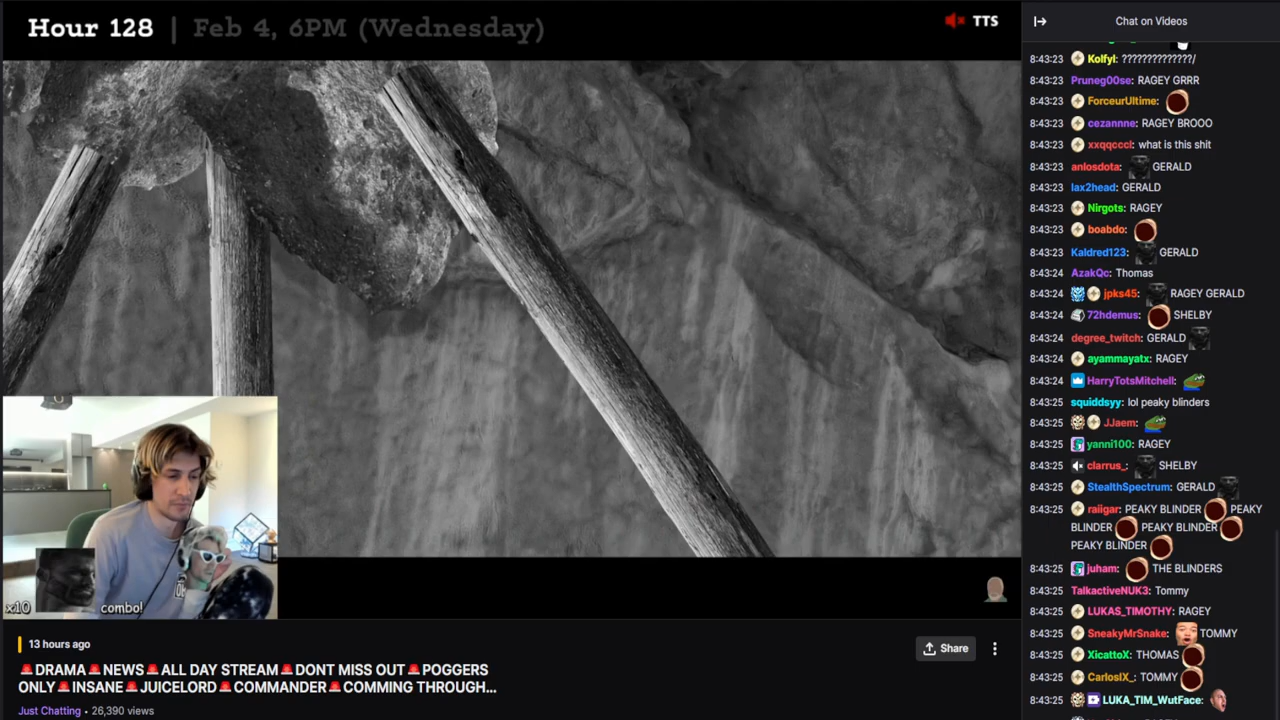 Hour 128 | Feb 4, 6PM (Wednesday)
TTS
x10 combo!
13 hours ago
Share
🚨DRAMA🚨NEWS🚨ALL DAY STREAM🚨DONT MISS OUT🚨POGGERS
ONLY🚨INSANE🚨JUICELORD🚨COMMANDER🚨COMMING THROUGH...
Just Chatting • 26,390 views
Chat on Videos
8:43:23 Kolfyl: ??????????????/
8:43:23 Pruneg00se: RAGEY GRRR
8:43:23 ForceurUltime:
8:43:23 cezannne: RAGEY BROOO
8:43:23 xxqqcccl: what is this shit
8:43:23 anlosdota: GERALD
8:43:23 lax2head: GERALD
8:43:23 Nirgots: RAGEY
8:43:23 boabdo:
8:43:23 Kaldred123: GERALD
8:43:24 AzakQc: Thomas
8:43:24 jpks45: RAGEY GERALD
8:43:24 72hdemus: SHELBY
8:43:24 degree_twitch: GERALD
8:43:24 ayammayatx: RAGEY
8:43:24 HarryTotsMitchell:
8:43:25 squiddsyy: lol peaky blinders
8:43:25 JJaem:
8:43:25 yanni100: RAGEY
8:43:25 clarrus_: SHELBY
8:43:25 StealthSpectrum: GERALD
8:43:25 raiigar: PEAKY BLINDER PEAKY
BLINDER PEAKY BLINDER
PEAKY BLINDER
8:43:25 juham: THE BLINDERS
8:43:25 TalkactiveNUK3: Tommy
8:43:25 LUKAS_TIMOTHY: RAGEY
8:43:25 SneakyMrSnake: TOMMY
8:43:25 XicattoX: THOMAS
8:43:25 CarlosIX_: TOMMY
8:43:25 LUKA_TIM_WutFace: